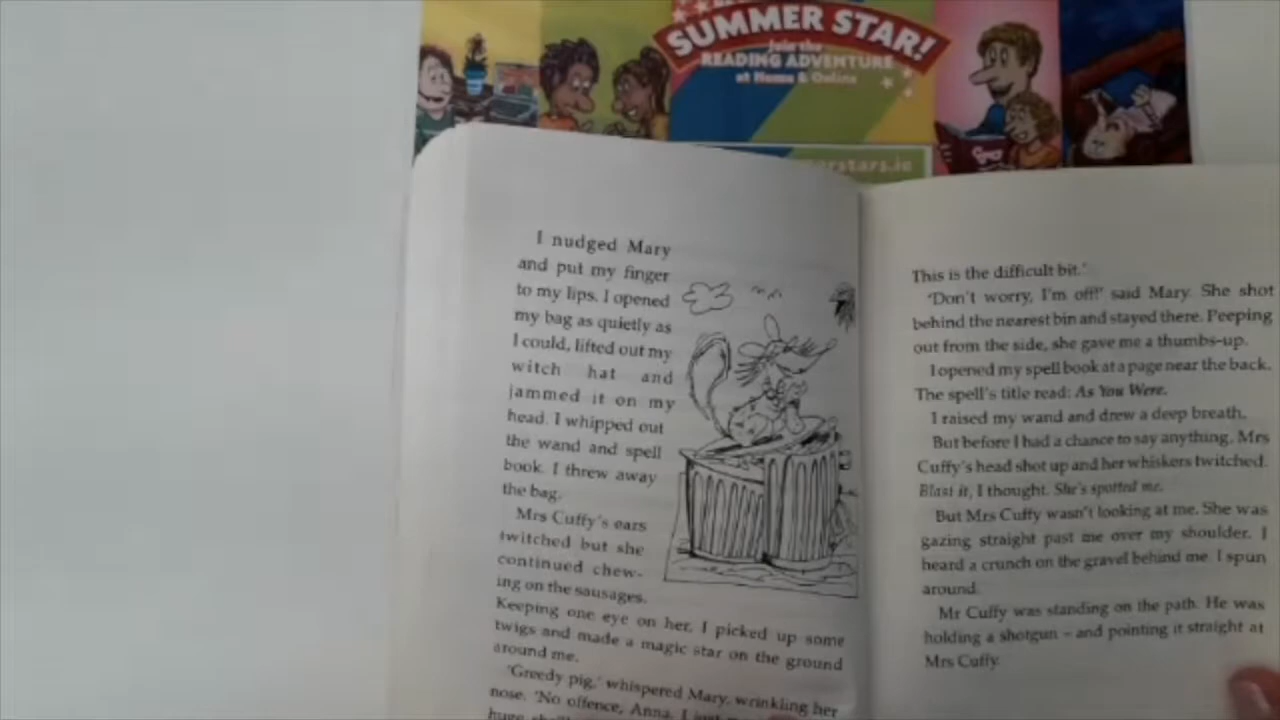 SUMMER STAR!
Join the
READING ADVENTURE
at Home & Online
I nudged Mary
and put my finger
to my lips. I opened
my bag as quietly as
I could, lifted out my
witch hat and
jammed it on my
head. I whipped out
the wand and spell
book. I threw away
the bag.
Mrs Cuffy's ears
twitched but she
continued chew-
ing on the sausages.
Keeping one eye on her, I picked up some
twigs and made a magic star on the ground
around me.
'Greedy pig,' whispered Mary, wrinkling her
nose. 'No offence, Anna. I
This is the difficult bit.'
'Don't worry, I'm off!' said Mary. She shot
behind the nearest bin and stayed there. Peeping
out from the side, she gave me a thumbs-up.
I opened my spell book at a page near the back.
The spell's title read: As You Were.
I raised my wand and drew a deep breath.
But before I had a chance to say anything, Mrs
Cuffy's head shot up and her whiskers twitched.
Blast it, I thought. She's spotted me.
But Mrs Cuffy wasn't looking at me. She was
gazing straight past me over my shoulder. I
heard a crunch on the gravel behind me. I spun
around.
Mr Cuffy was standing on the path. He was
holding a shotgun – and pointing it straight at
Mrs Cuffy.